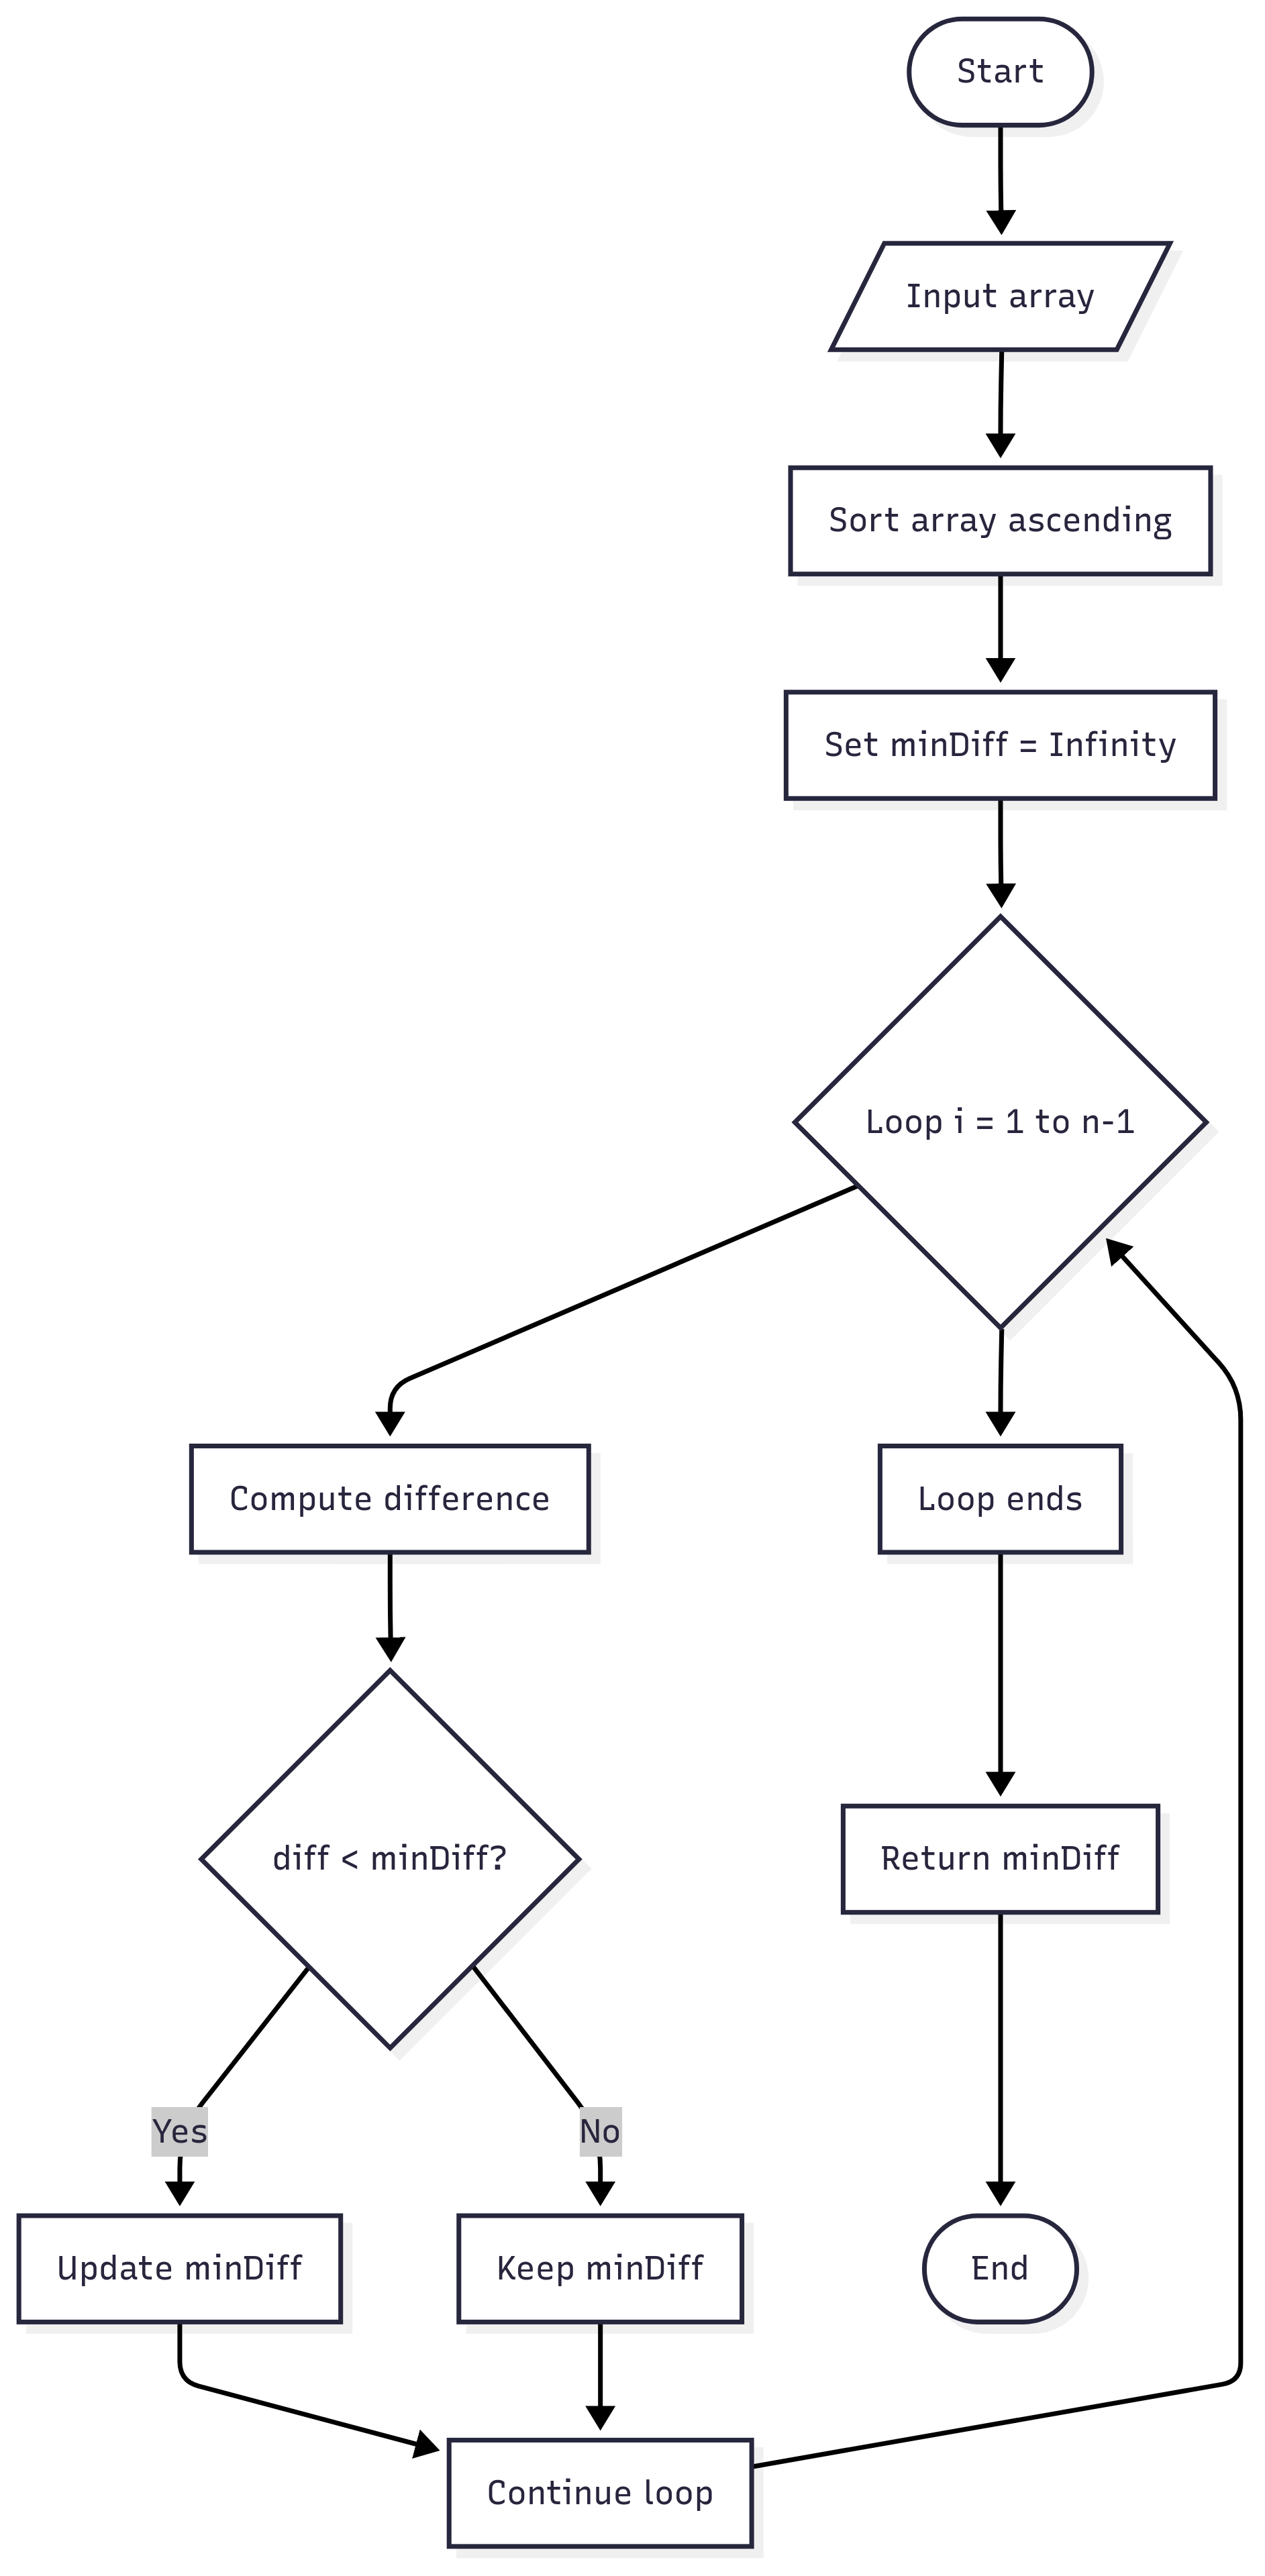 Start
Input array
Sort array ascending
Set minDiff = Infinity
Loop i = 1 to n-1
Compute difference
Loop ends
diff < minDiff?
Return minDiff
Yes
No
Update minDiff
Keep minDiff
End
Continue loop